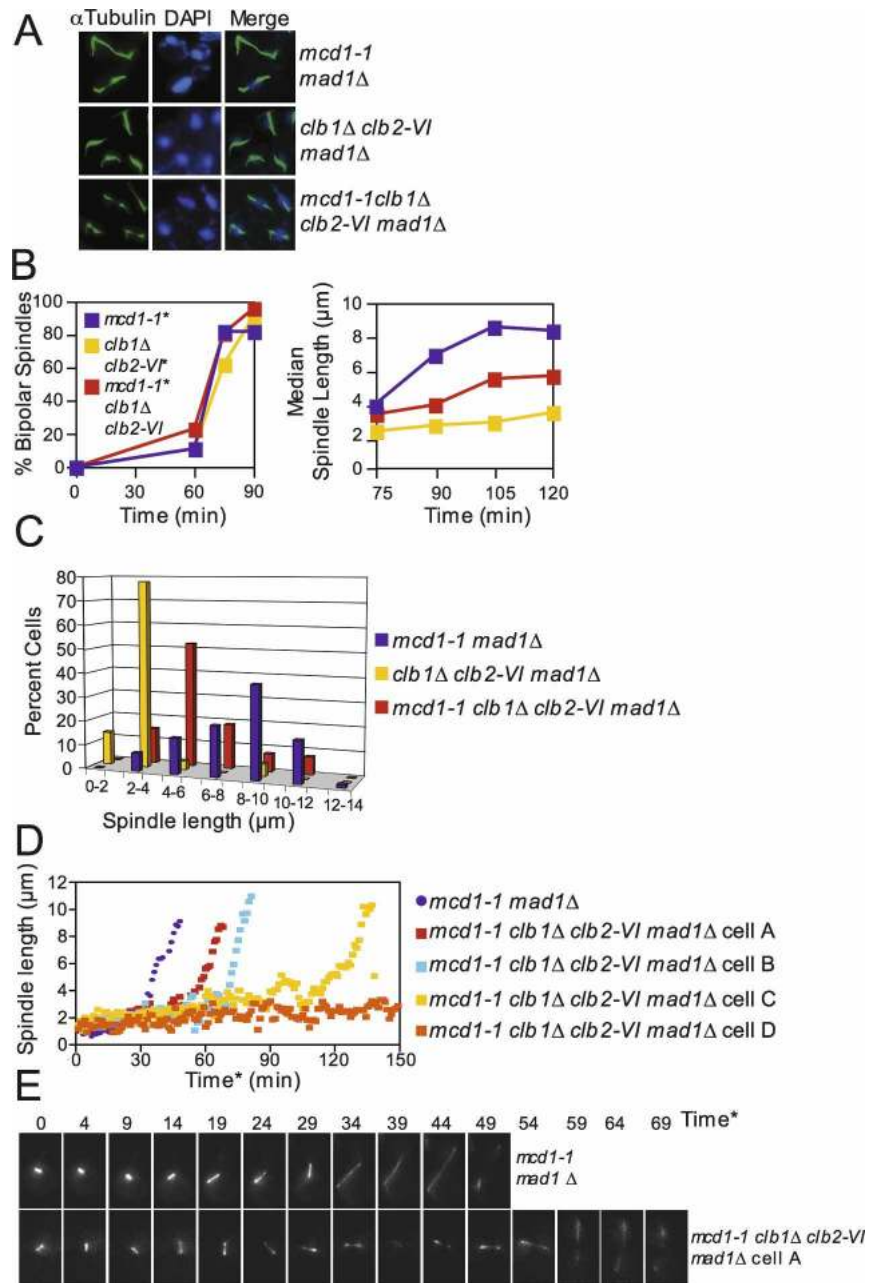 A
αTubulin DAPI Merge
mcd1-1
mad1Δ
clb1Δ clb2-VI
mad1Δ
mcd1-1clb1Δ
clb2-VI mad1Δ
B
% Bipolar Spindles
100
80
60
40
20
0
mcd1-1*
clb1Δ
clb2-VI*
mcd1-1*
clb1Δ
clb2-VI
0 30 60 90
Time (min)
Median
Spindle Length (μm)
10
8
6
4
2
0
75 90 105 120
Time (min)
C
Percent Cells
80
70
60
50
40
30
20
10
0
0-2 2-4 4-6 6-8 8-10 10-12 12-14
Spindle length (μm)
mcd1-1 mad1Δ
clb1Δ clb2-VI mad1Δ
mcd1-1 clb1Δ clb2-VI mad1Δ
D
Spindle length (μm)
12
10
8
6
4
2
0
0 30 60 90 120 150
Time* (min)
mcd1-1 mad1Δ
mcd1-1 clb1Δ clb2-VI mad1Δ cell A
mcd1-1 clb1Δ clb2-VI mad1Δ cell B
mcd1-1 clb1Δ clb2-VI mad1Δ cell C
mcd1-1 clb1Δ clb2-VI mad1Δ cell D
E
0 4 9 14 19 24 29 34 39 44 49 54 59 64 69 Time*
mcd1-1
mad1 Δ
mcd1-1 clb1Δ clb2-VI
mad1Δ cell A